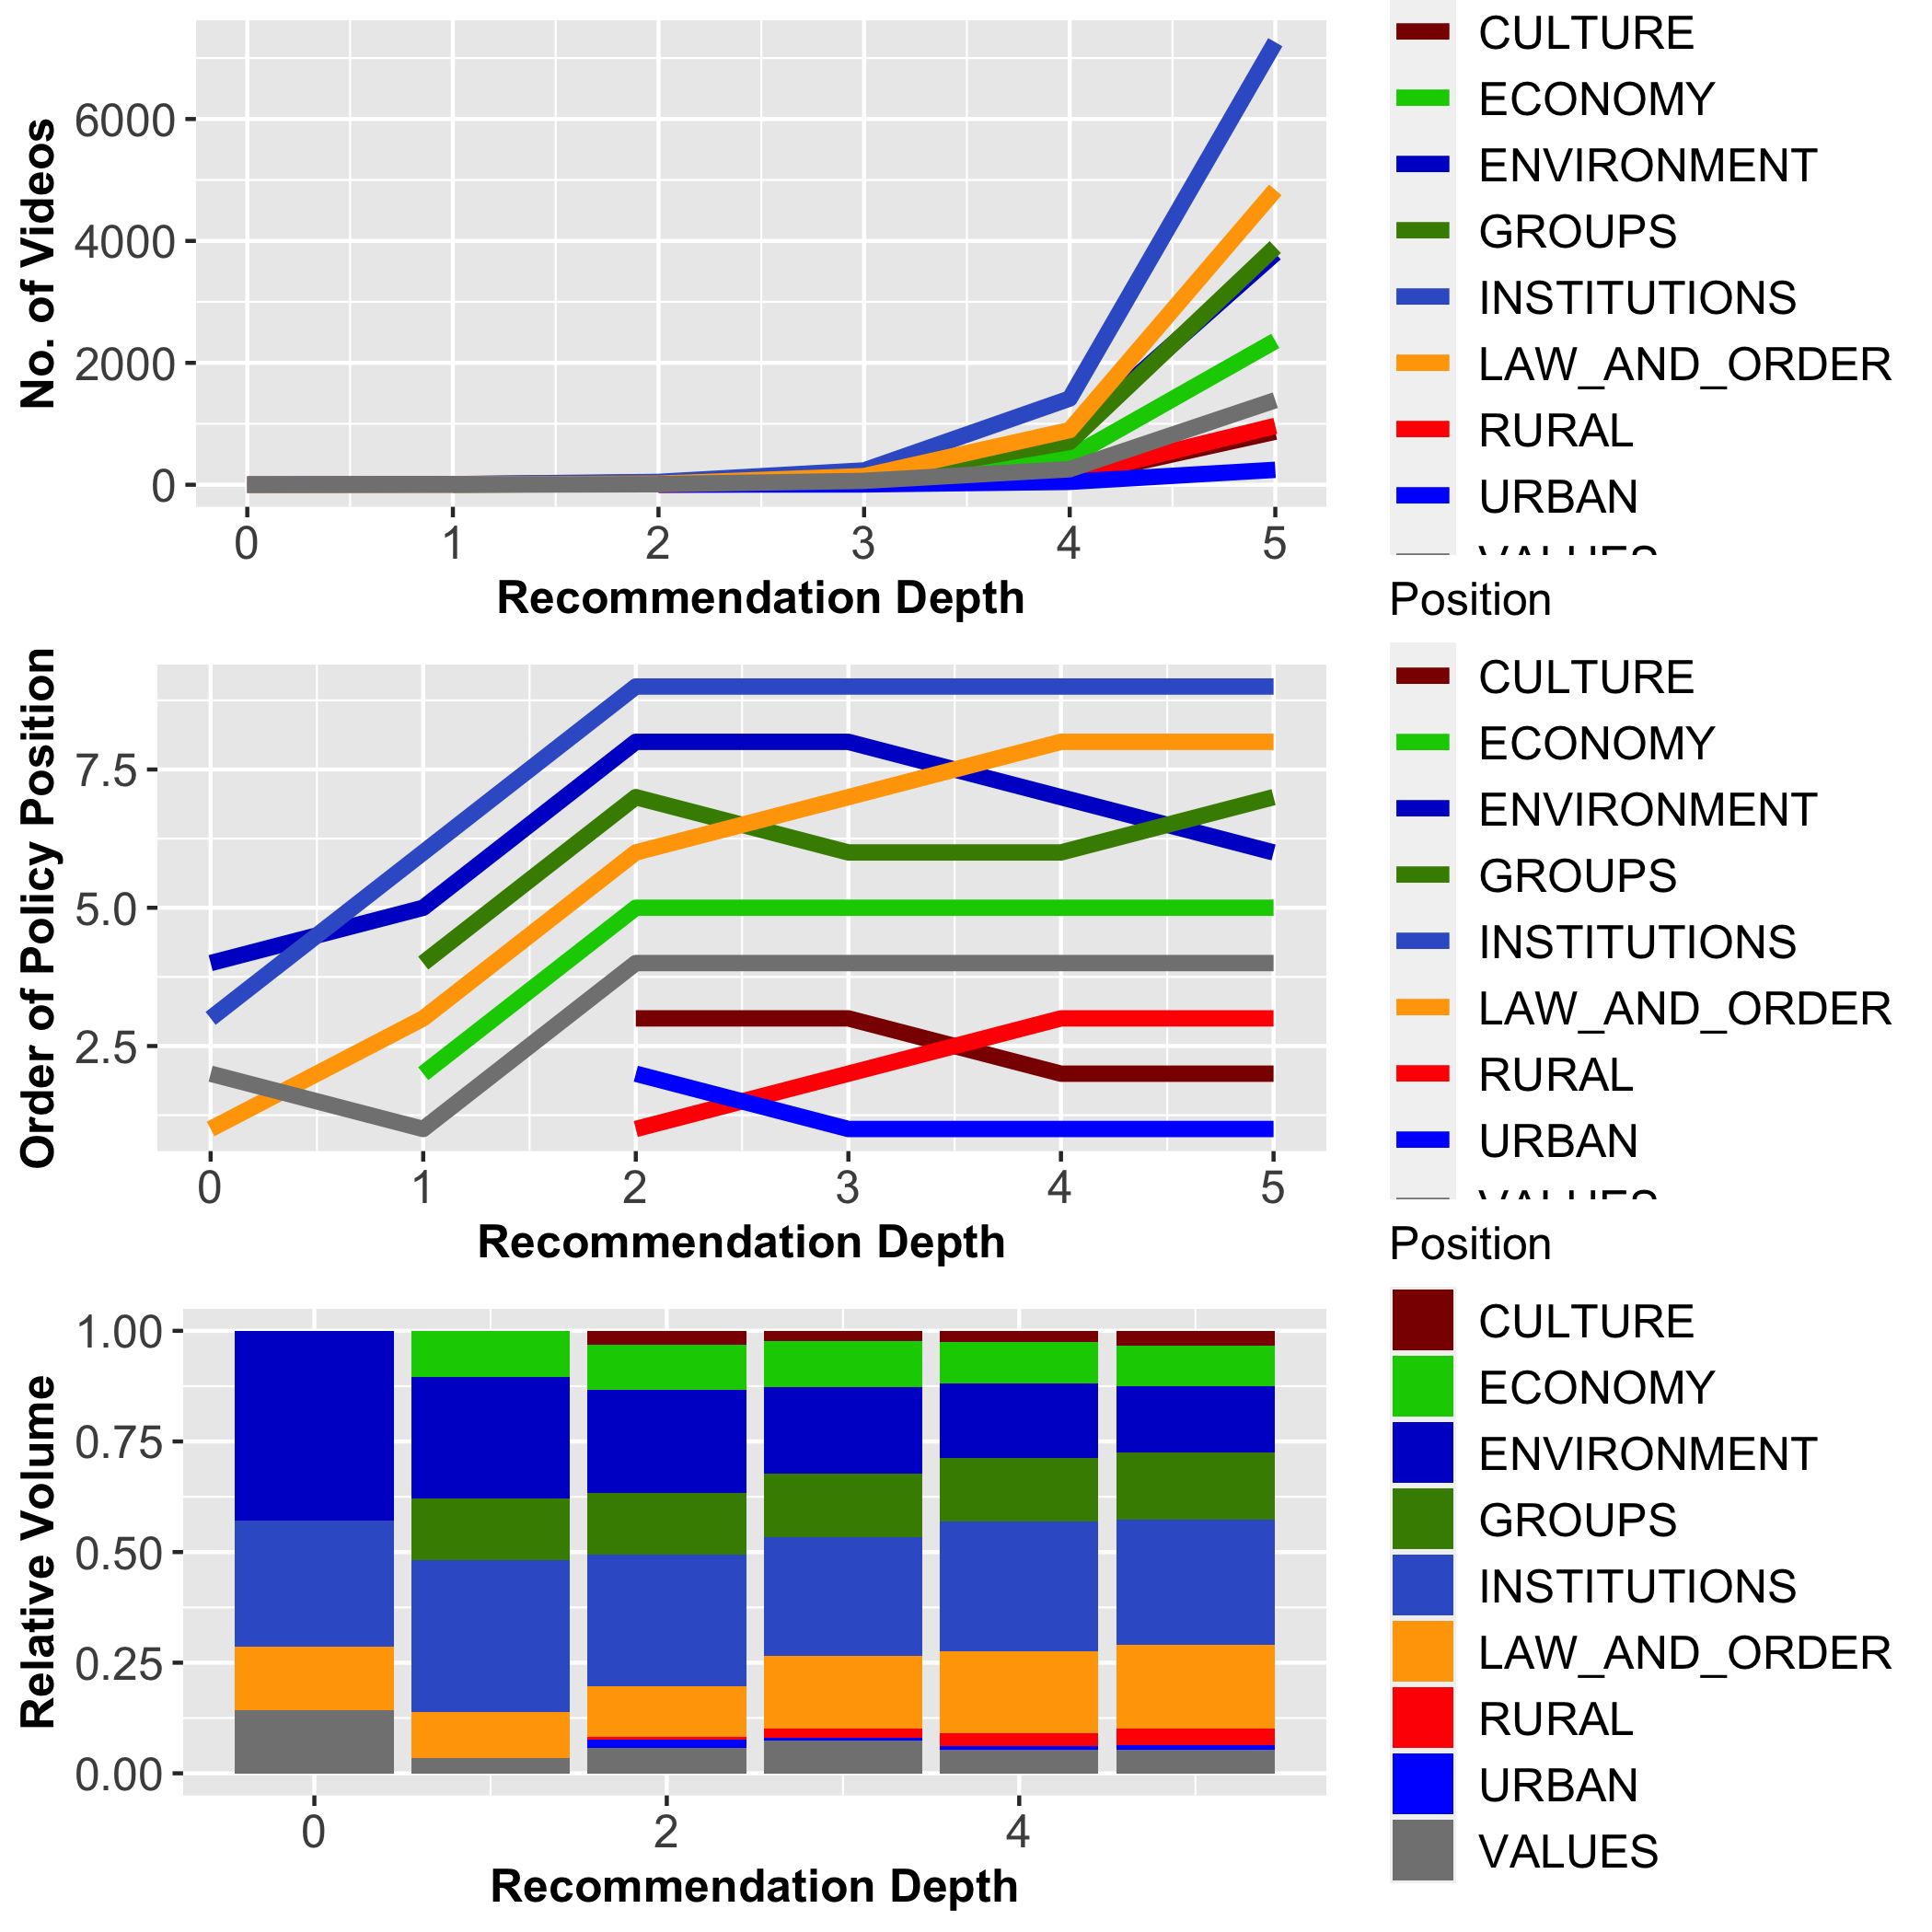 No. of Videos
6000
4000
2000
0
0 1 2 3 4 5
Recommendation Depth
CULTURE
ECONOMY
ENVIRONMENT
GROUPS
INSTITUTIONS
LAW_AND_ORDER
RURAL
URBAN
VALUES
Order of Policy Position
7.5
5.0
2.5
0 1 2 3 4 5
Recommendation Depth
Position
CULTURE
ECONOMY
ENVIRONMENT
GROUPS
INSTITUTIONS
LAW_AND_ORDER
RURAL
URBAN
VALUES
Relative Volume
1.00
0.75
0.50
0.25
0.00
0 2 4
Recommendation Depth
Position
CULTURE
ECONOMY
ENVIRONMENT
GROUPS
INSTITUTIONS
LAW_AND_ORDER
RURAL
URBAN
VALUES